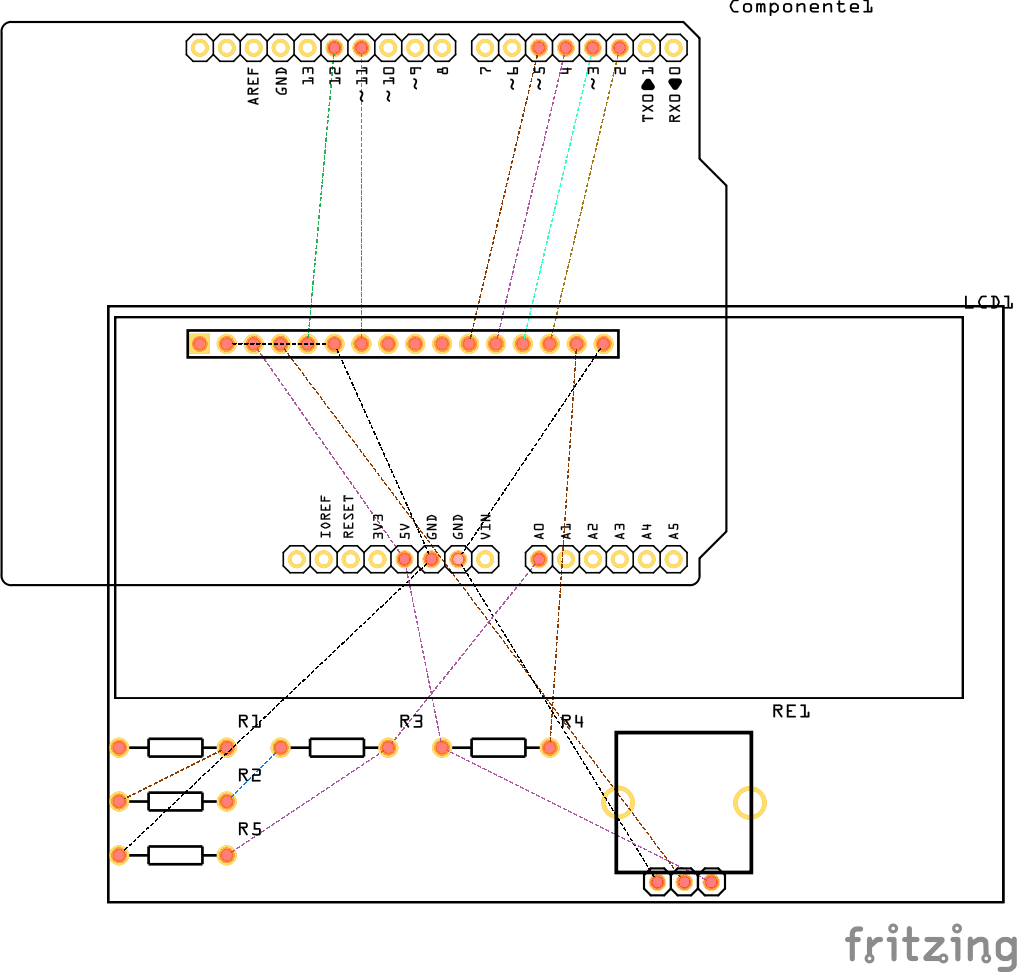 Componente1
AREF
GND
13
12
~11
~10
~9
8
7
~6
~5
4
~3
2
TX0▶1
RX0◀0
LCD1
IOREF
RESET
3V3
5V
GND
GND
VIN
A0
A1
A2
A3
A4
A5
R1
R3
R4
RE1
R2
R5
fritzing